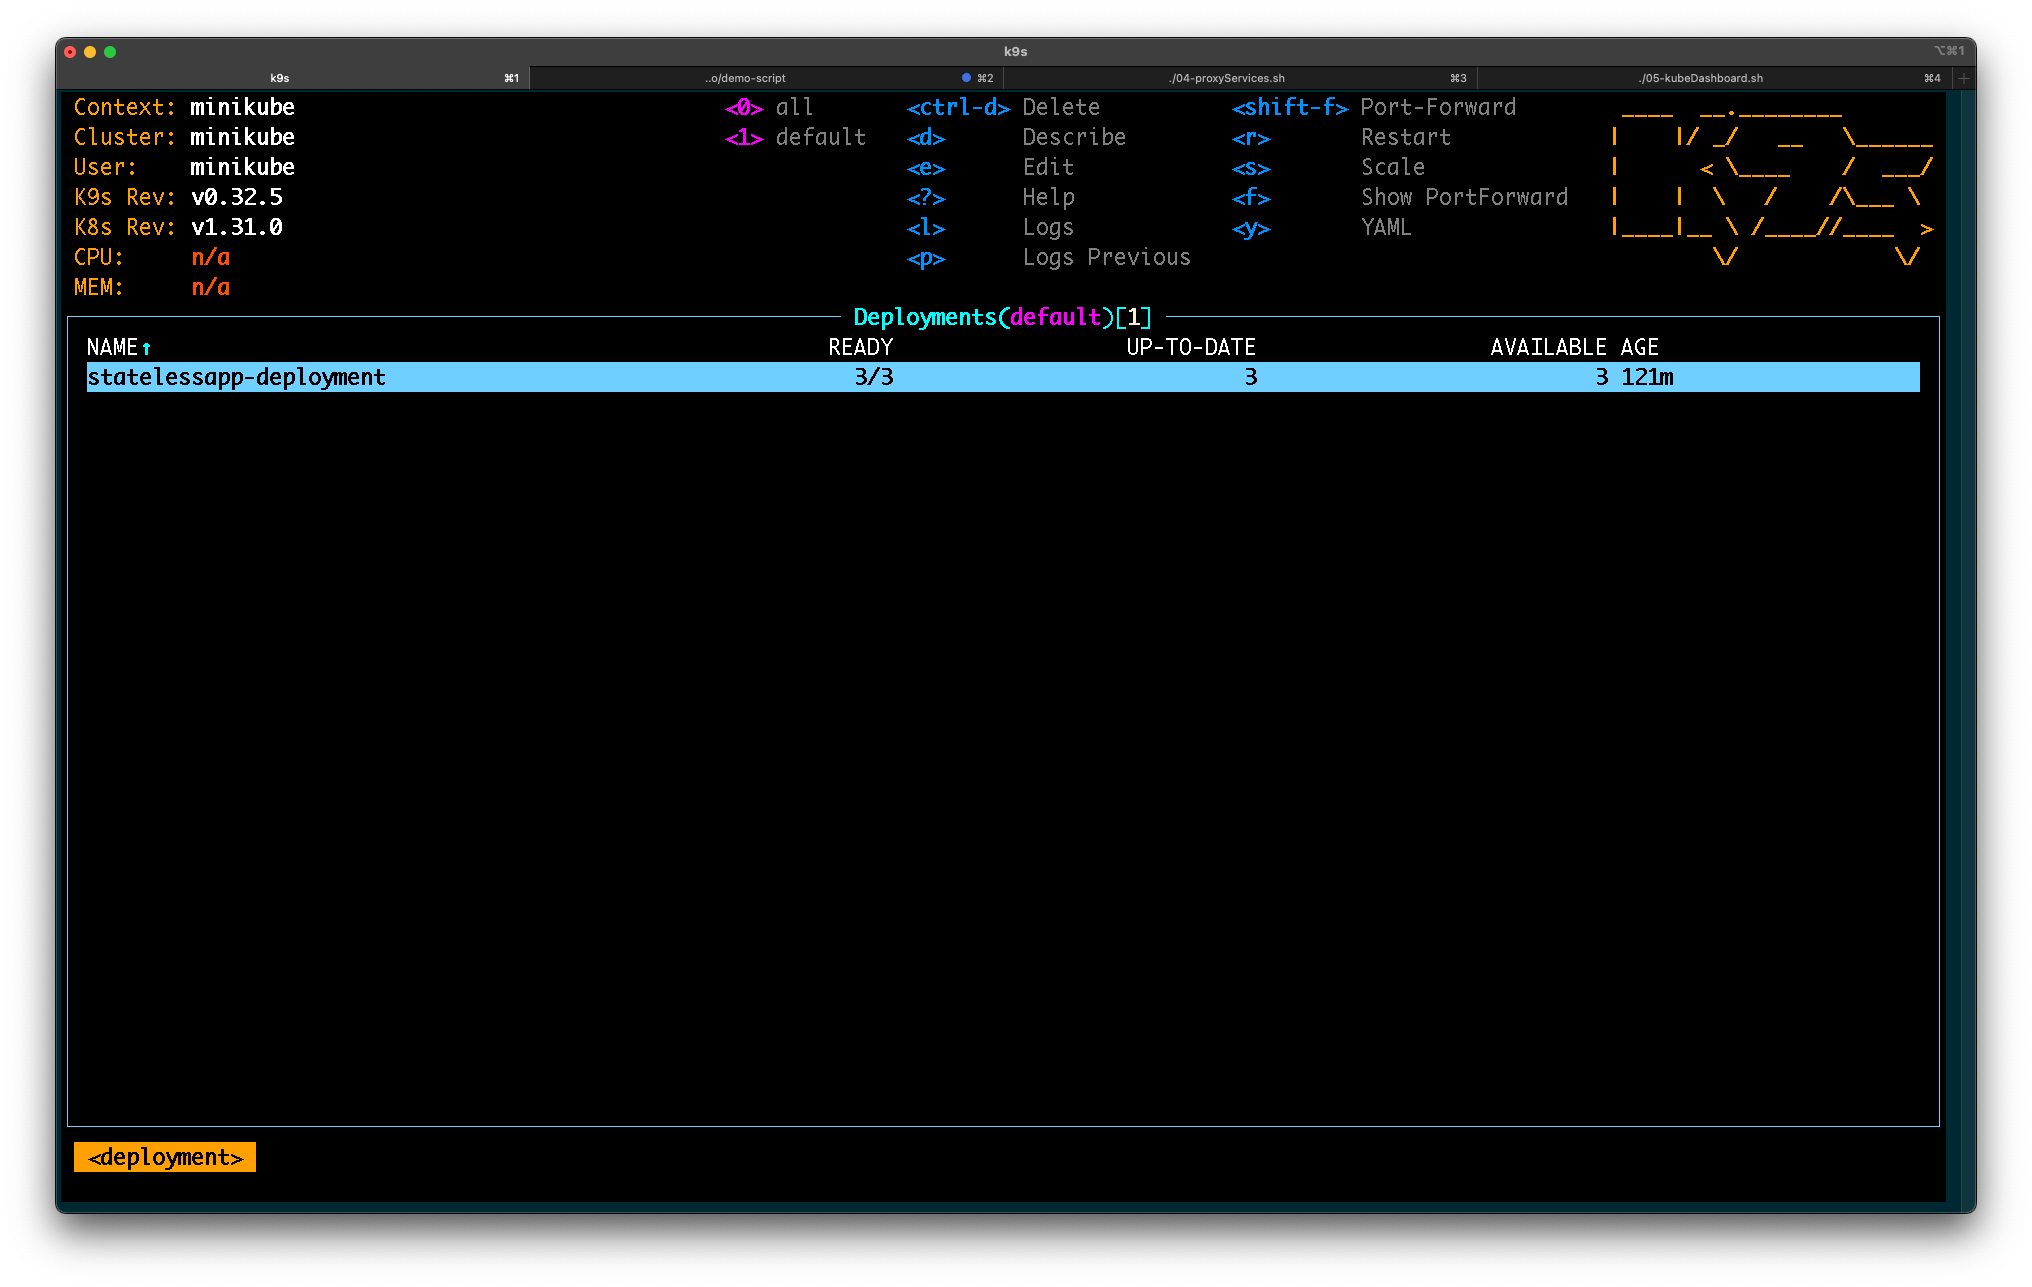 k9s ⌥⌘1
k9s ⌘1 ..o/demo-script ⌘2 ./04-proxyServices.sh ⌘3 ./05-kubeDashboard.sh ⌘4
Context: minikube <0> all <ctrl-d> Delete <shift-f> Port-Forward
Cluster: minikube <1> default <d> Describe <r> Restart
User: minikube <e> Edit <s> Scale
K9s Rev: v0.32.5 <?> Help <f> Show PortForward
K8s Rev: v1.31.0 <l> Logs <y> YAML
CPU: n/a <p> Logs Previous
MEM: n/a
Deployments(default)[1]
NAME↑ READY UP-TO-DATE AVAILABLE AGE
statelessapp-deployment 3/3 3 3 121m
<deployment>